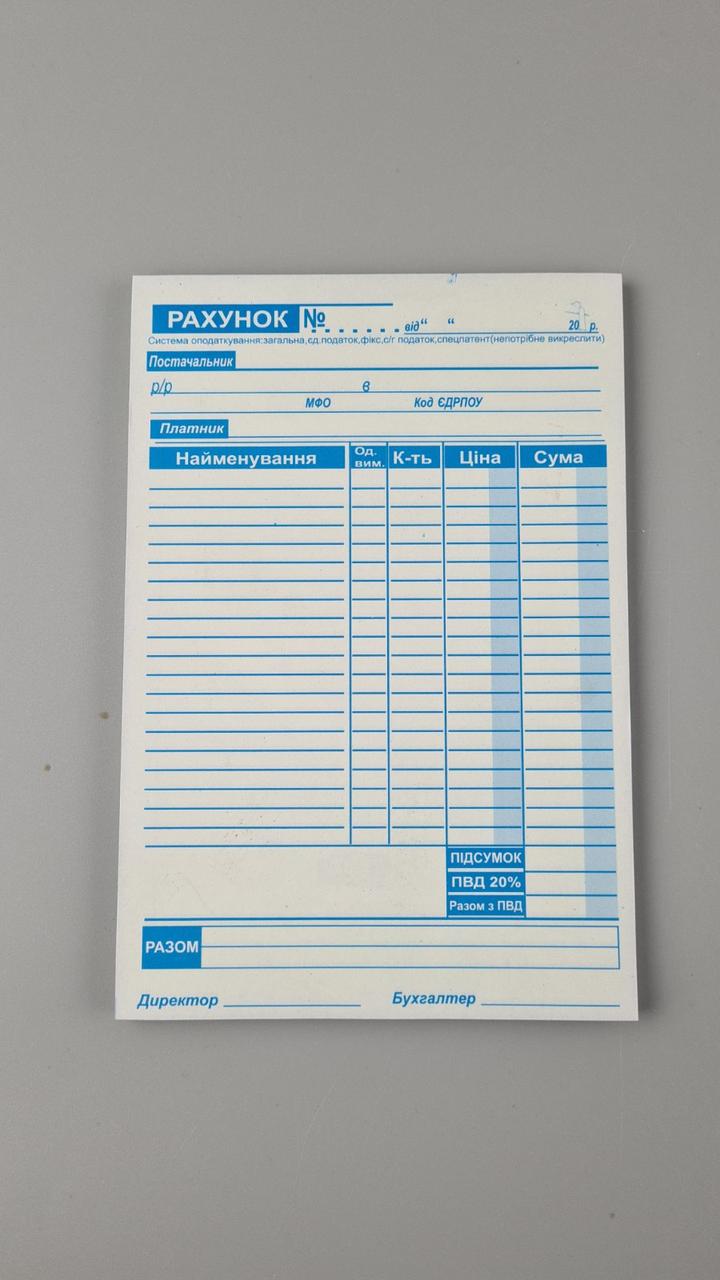 РАХУНОК № ........ від “ “ 20 р.
Система оподаткування:загальна,єд.податок,фікс,с/г податок,спецпатент(непотрібне викреслити)
Постачальник
р/р в
МФО Код ЄДРПОУ
Платник
Найменування Од. вим. К-ть Ціна Сума
ПІДСУМОК
ПВД 20%
Разом з ПВД
РАЗОМ
Директор Бухгалтер